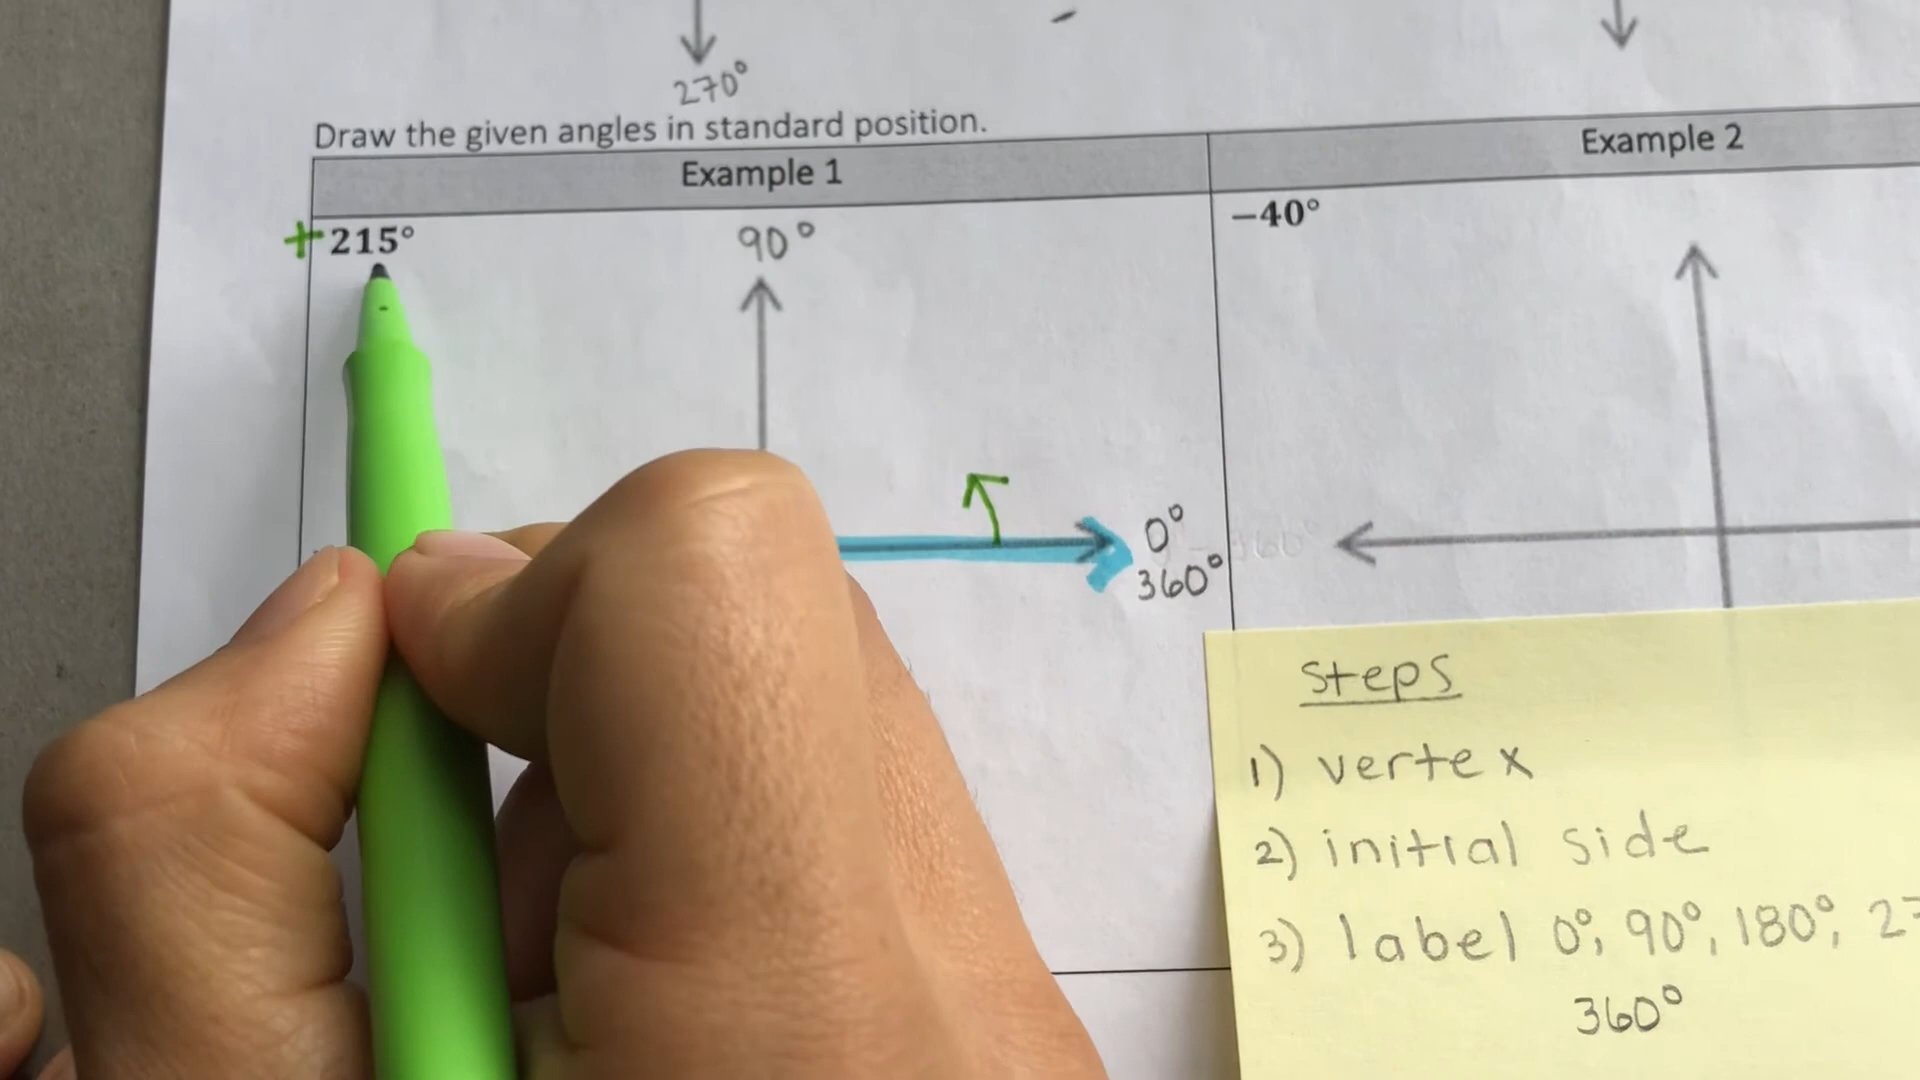 270°
Draw the given angles in standard position.
Example 1
Example 2
+ 215°
90°
−40°
0°
360°
Steps
1) vertex
2) initial side
3) label 0°, 90°, 180°, 27
360°